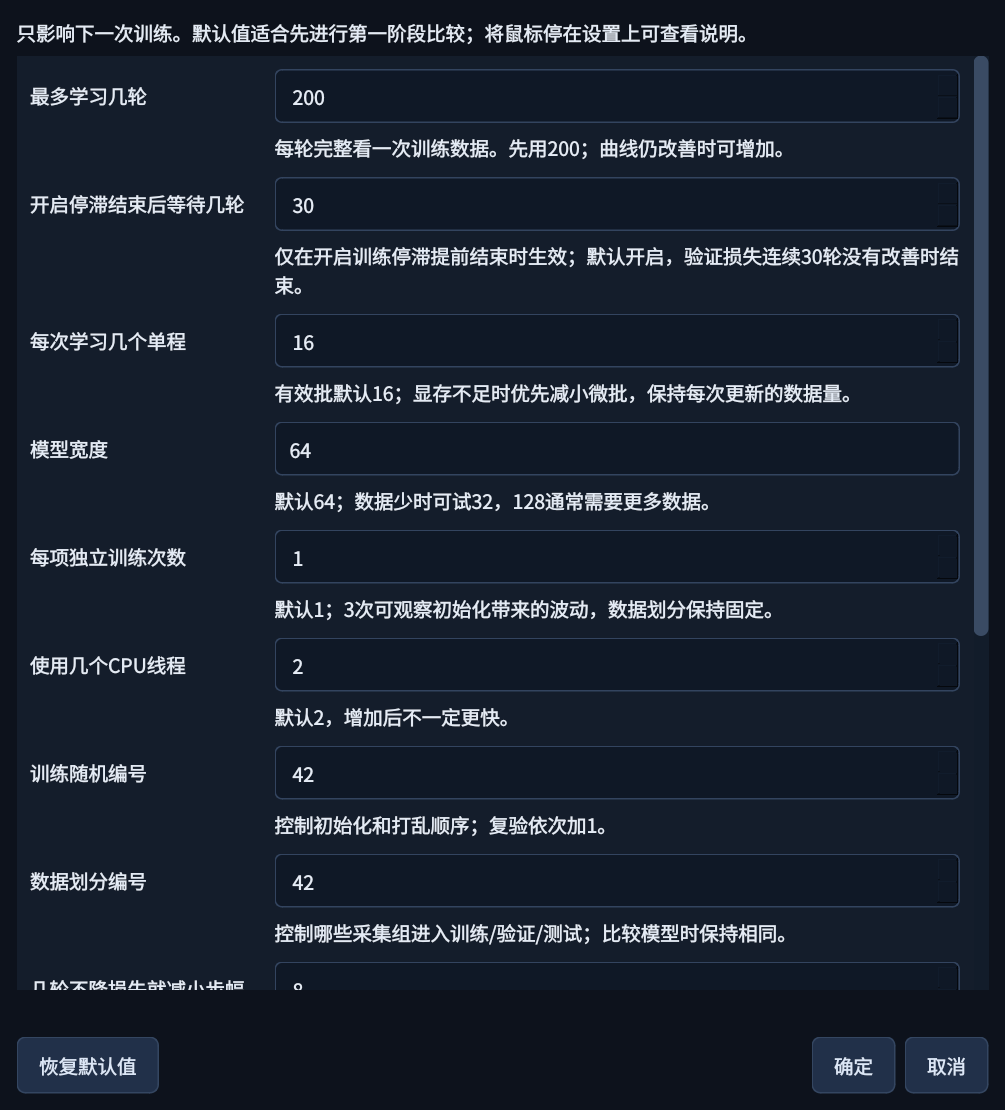 只影响下一次训练。默认值适合先进行第一阶段比较；将鼠标停在设置上可查看说明。
最多学习几轮
200
每轮完整看一次训练数据。先用200；曲线仍改善时可增加。
开启停滞结束后等待几轮
30
仅在开启训练停滞提前结束时生效；默认开启，验证损失连续30轮没有改善时结
束。
每次学习几个单程
16
有效批默认16；显存不足时优先减小微批，保持每次更新的数据量。
模型宽度
64
默认64；数据少时可试32，128通常需要更多数据。
每项独立训练次数
1
默认1；3次可观察初始化带来的波动，数据划分保持固定。
使用几个CPU线程
2
默认2，增加后不一定更快。
训练随机编号
42
控制初始化和打乱顺序；复验依次加1。
数据划分编号
42
控制哪些采集组进入训练/验证/测试；比较模型时保持相同。
几轮不降损失就减小步幅
8
恢复默认值
确定
取消